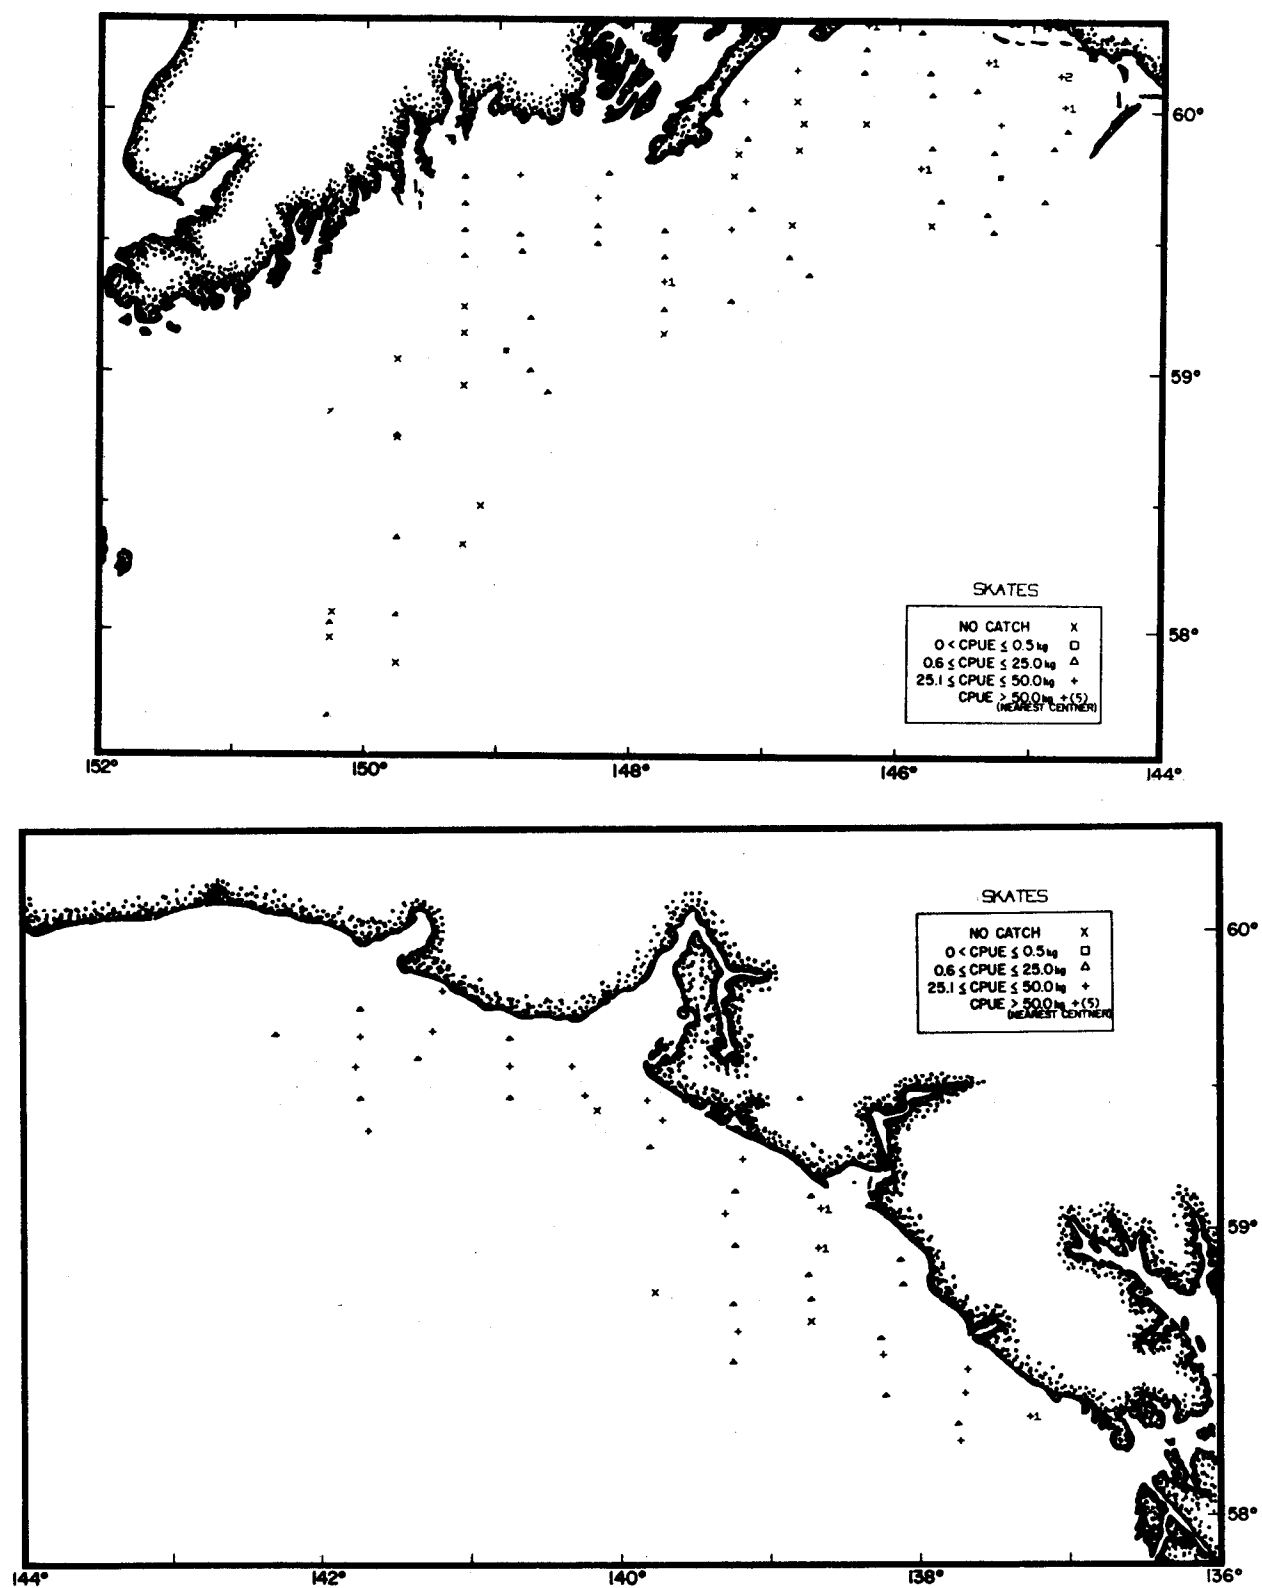 +1
+2
+1
60°
+1
+1
59°
SKATES
NO CATCH x
0 < CPUE ≤ 0.5 kg □
0.6 ≤ CPUE ≤ 25.0 kg △
25.1 ≤ CPUE ≤ 50.0 kg +
CPUE > 50.0 kg +(5)
(NEAREST CENTNER)
58°
152° 150° 148° 146° 144°
SKATES
60°
NO CATCH x
0 < CPUE ≤ 0.5 kg □
0.6 ≤ CPUE ≤ 25.0 kg △
25.1 ≤ CPUE ≤ 50.0 kg +
CPUE > 50.0 kg +(5)
(NEAREST CENTNER)
+1
59°
+1
+1
58°
144° 142° 140° 138° 136°